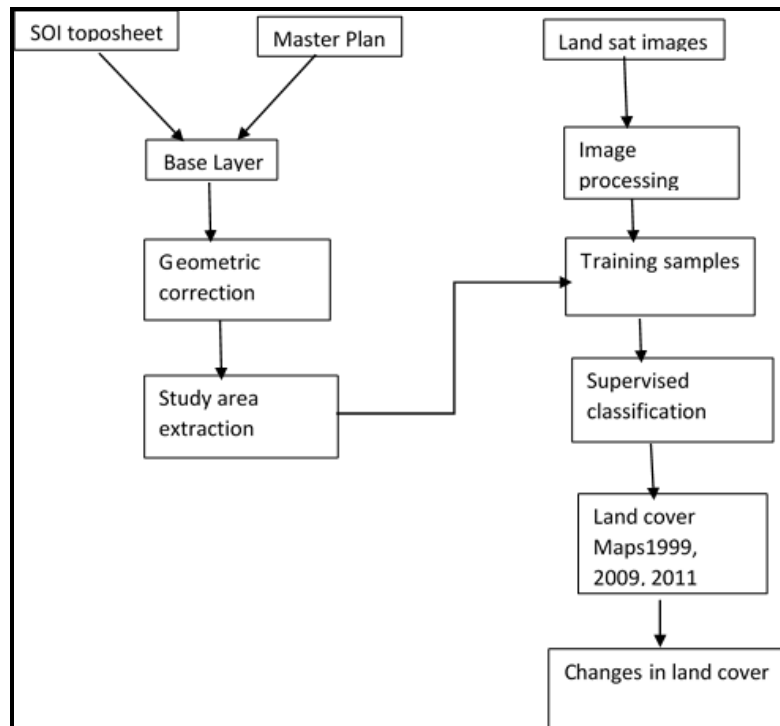 SOI toposheet
Master Plan
Base Layer
Geometric
correction
Study area
extraction
Land sat images
Image
processing
Training samples
Supervised
classification
Land cover
Maps1999,
2009, 2011
Changes in land cover